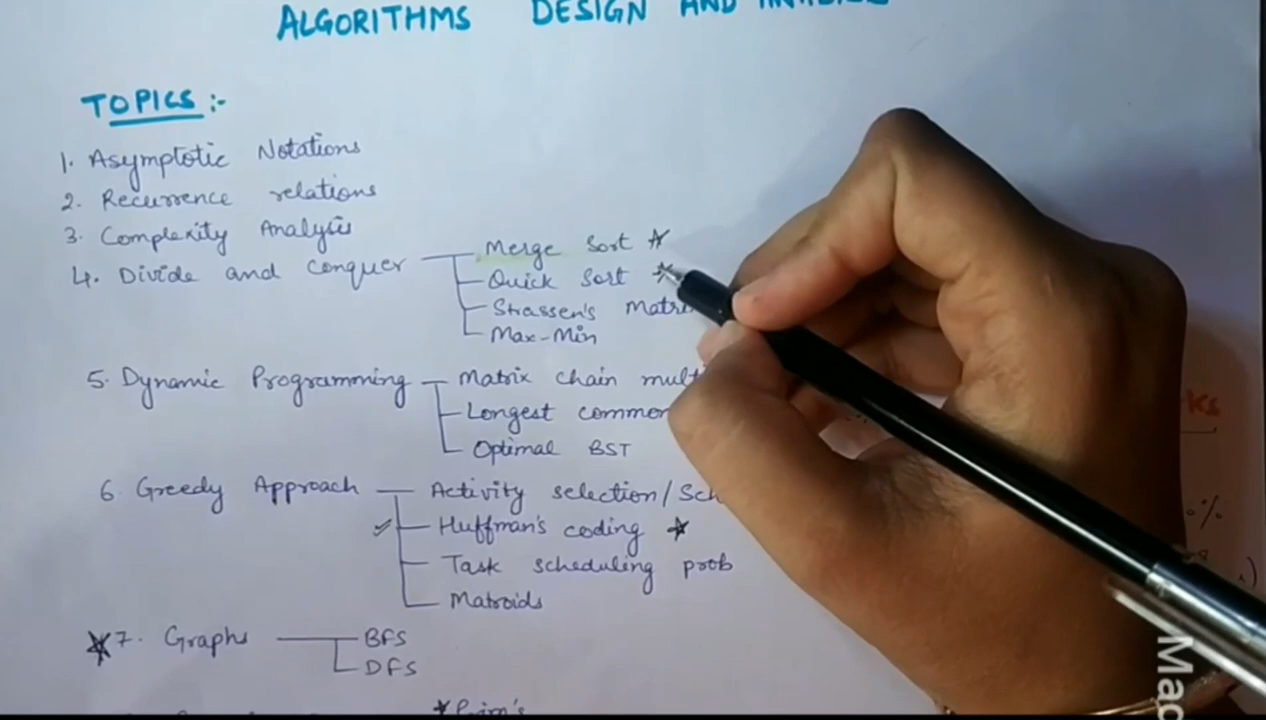 ALGORITHMS DESIGN AND
TOPICS :-
1. Asymptotic Notations
2. Recurrence relations
3. Complexity Analysis
4. Divide and Conquer
Merge Sort
Quick Sort
Strassen's
Max-Min
5. Dynamic Programming
Matrix chain
Longest common
Optimal BST
6 Greedy Approach
Activity selection/
Huffman's coding
Task scheduling prob
Matroids
7. Graphs
BFS
DFS
Prim's